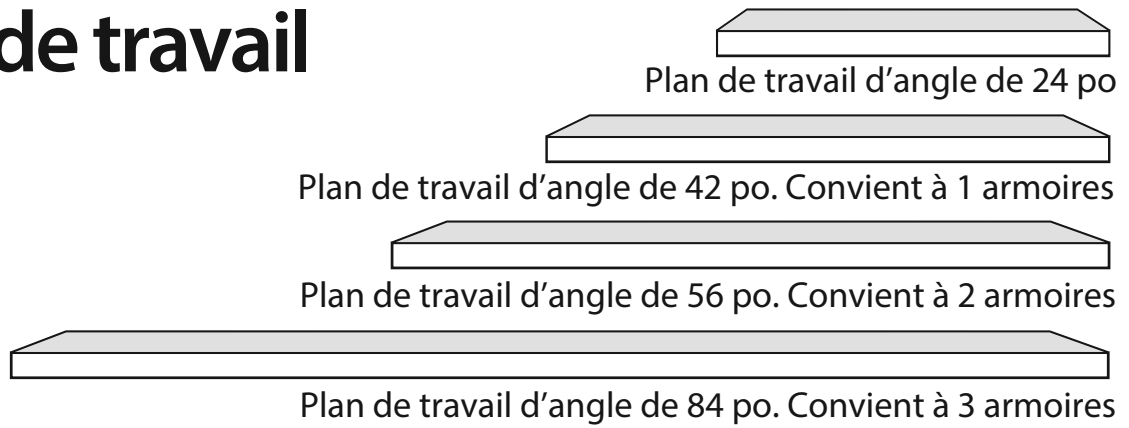 de travail
Plan de travail d’angle de 24 po
Plan de travail d’angle de 42 po. Convient à 1 armoires
Plan de travail d’angle de 56 po. Convient à 2 armoires
Plan de travail d’angle de 84 po. Convient à 3 armoires